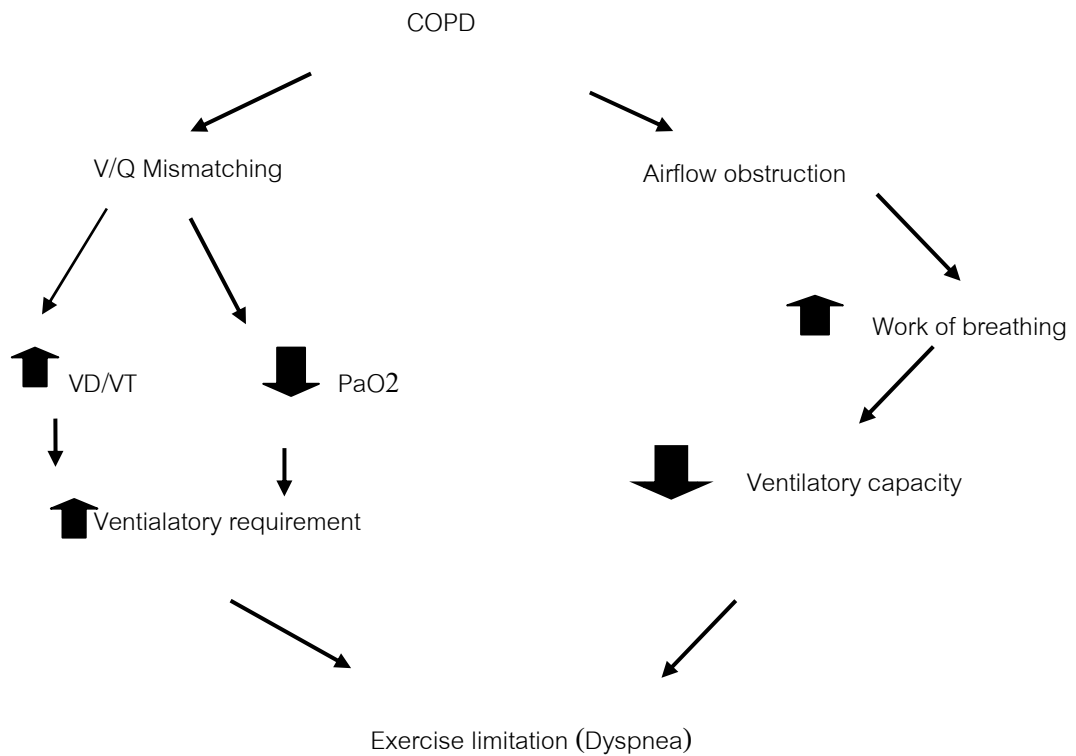 COPD
V/Q Mismatching
Airflow obstruction
Work of breathing
VD/VT
PaO2
Ventilatory capacity
Ventialatory requirement
Exercise limitation (Dyspnea)